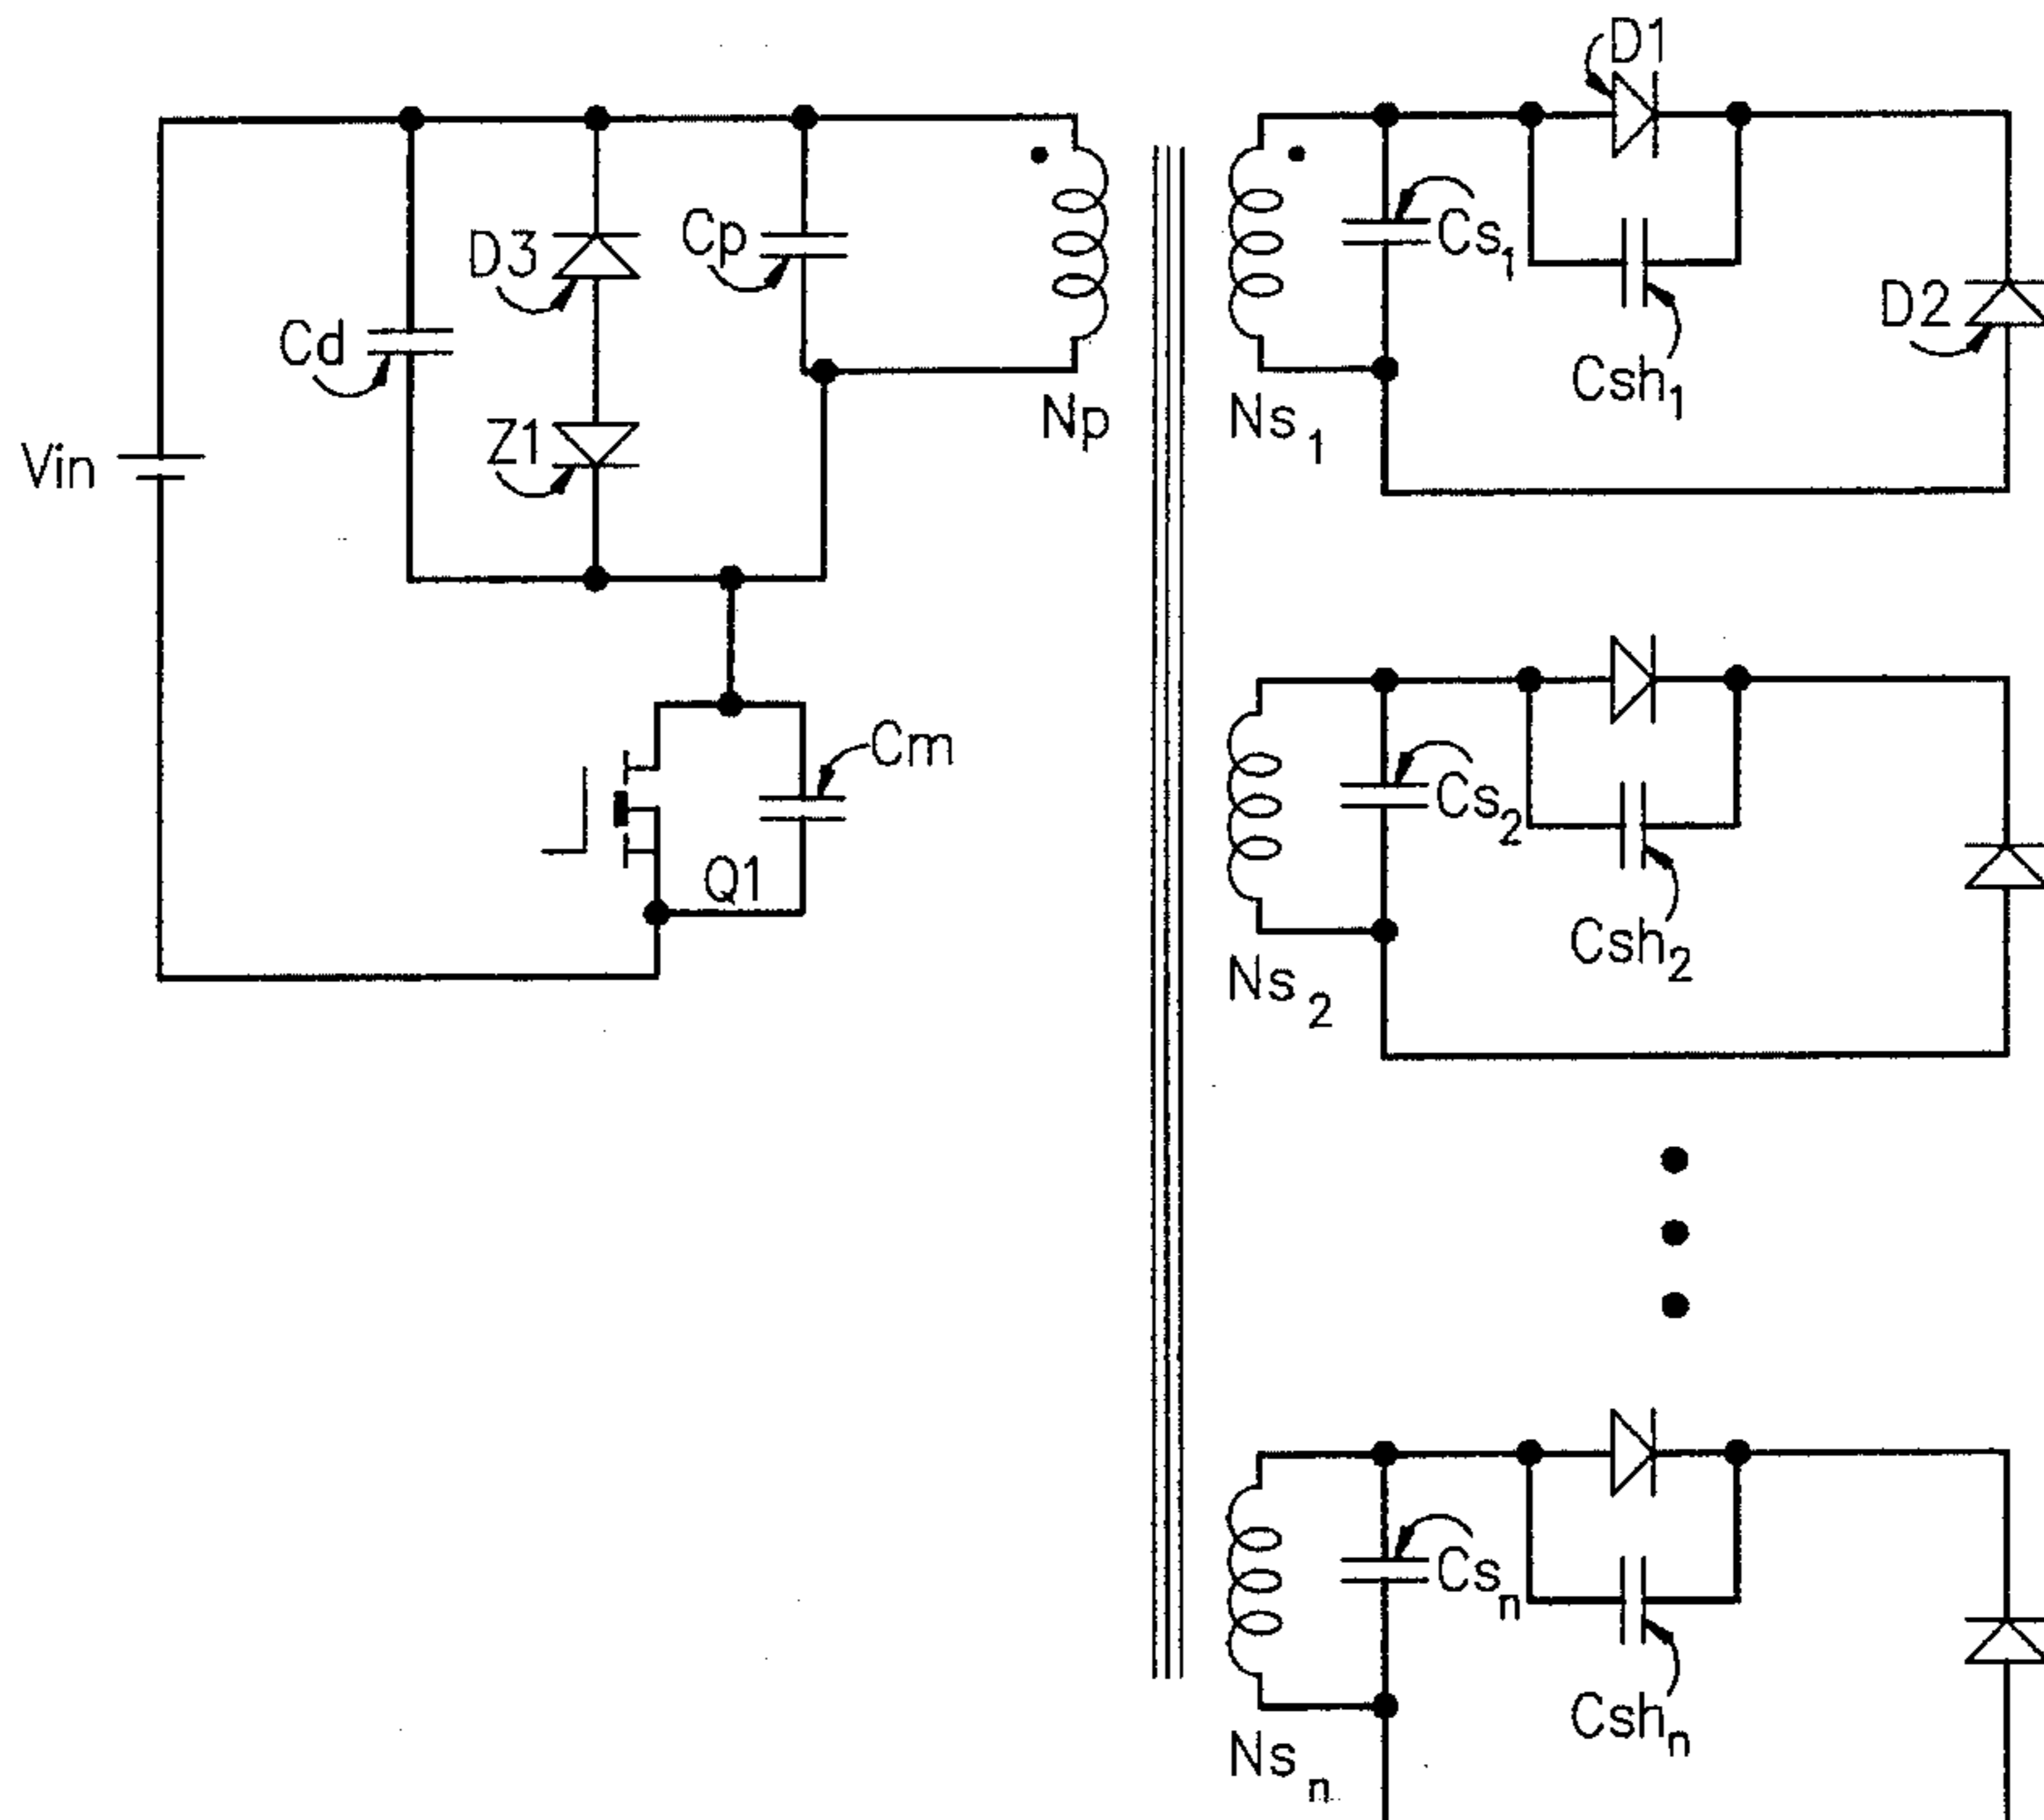 D1
D3
Cp
Cs1
Cd
D2
Csh1
Np
Ns1
Z1
Vin
Cm
Cs2
Q1
Csh2
Ns2
Csn
Cshn
Nsn